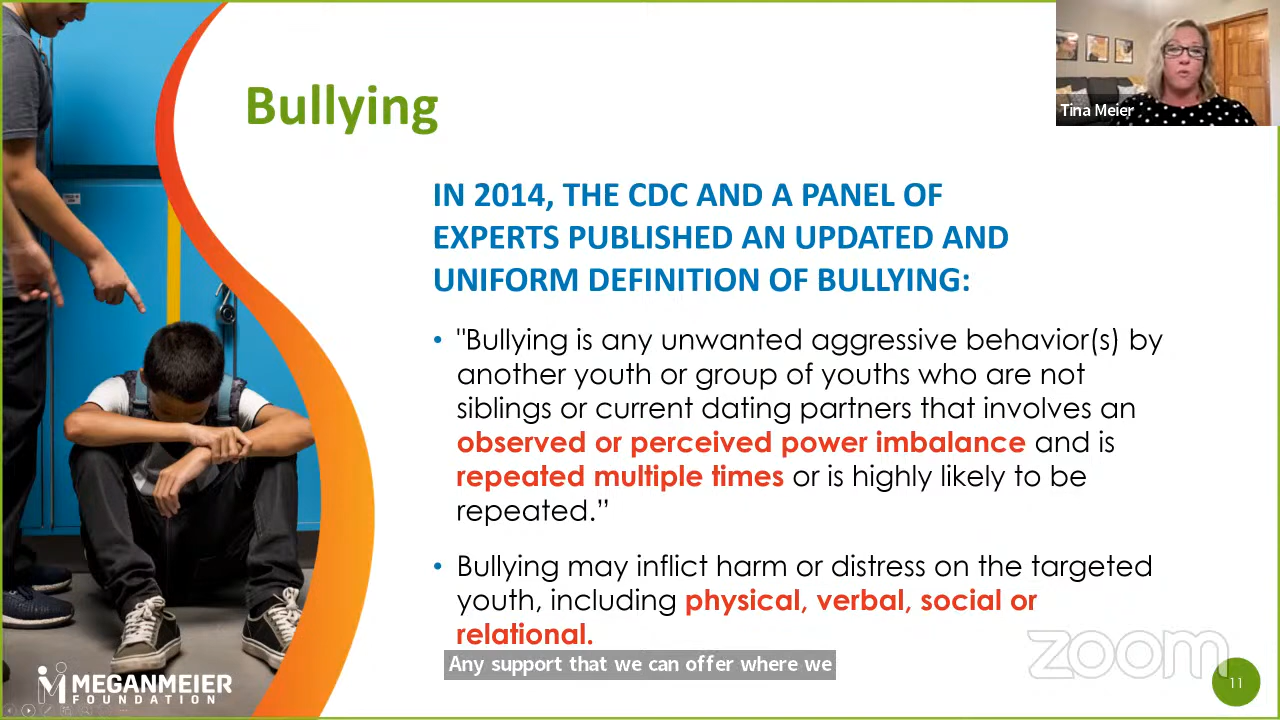 Tina Meier
Bullying
IN 2014, THE CDC AND A PANEL OF
EXPERTS PUBLISHED AN UPDATED AND
UNIFORM DEFINITION OF BULLYING:
• "Bullying is any unwanted aggressive behavior(s) by
another youth or group of youths who are not
siblings or current dating partners that involves an
observed or perceived power imbalance and is
repeated multiple times or is highly likely to be
repeated.”
• Bullying may inflict harm or distress on the targeted
youth, including physical, verbal, social or
relational.
Any support that we can offer where we
zoom
MEGANMEIER
FOUNDATION
11